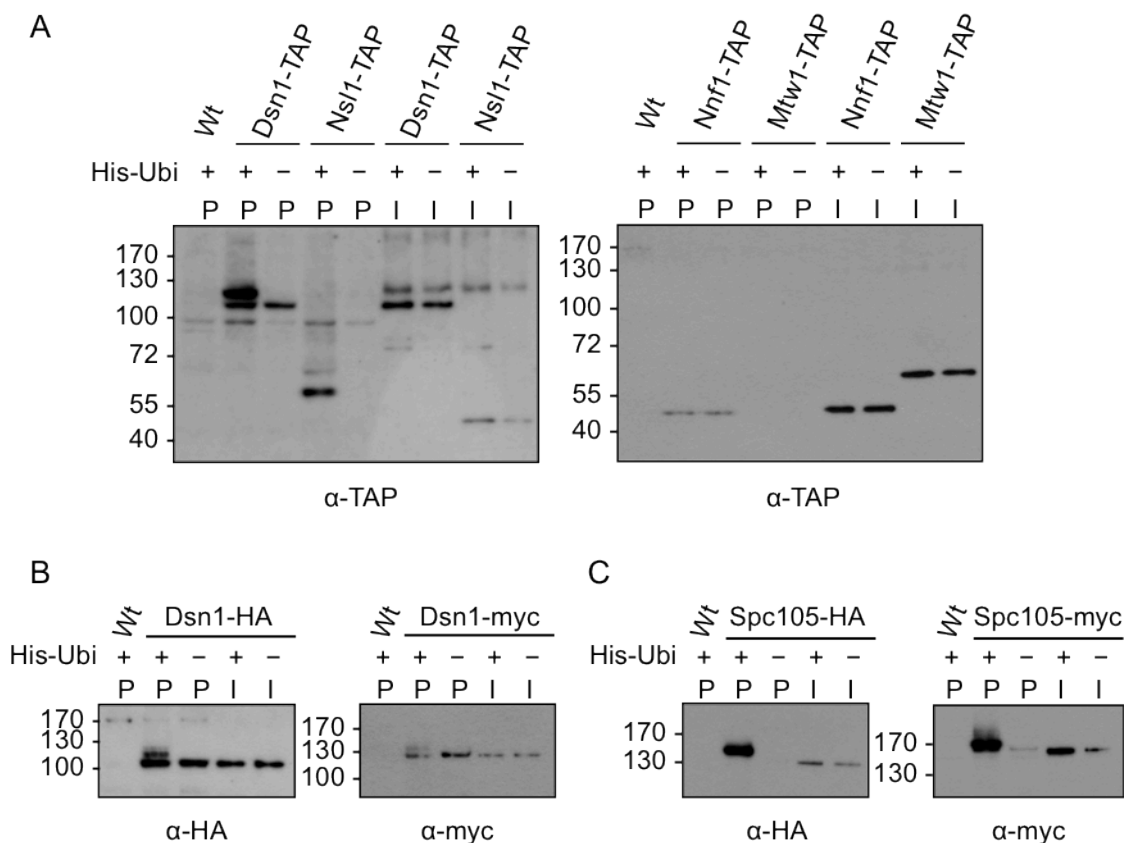 A
Wt Dsn1-TAP Nsl1-TAP Dsn1-TAP Nsl1-TAP
His-Ubi + + − + − + − + −
P P P P P I I I I
170
130
100
72
55
40
α-TAP
Wt Nnf1-TAP Mtw1-TAP Nnf1-TAP Mtw1-TAP
+ + − + − + − + −
P P P P P I I I I
170
130
100
72
55
40
α-TAP
B
Wt Dsn1-HA
His-Ubi + + − + −
P P P I I
170
130
100
α-HA
Wt Dsn1-myc
+ + − + −
P P P I I
170
130
100
α-myc
C
Wt Spc105-HA
His-Ubi + + − + −
P P P I I
170
130
α-HA
Wt Spc105-myc
+ + − + −
P P P I I
170
130
α-myc